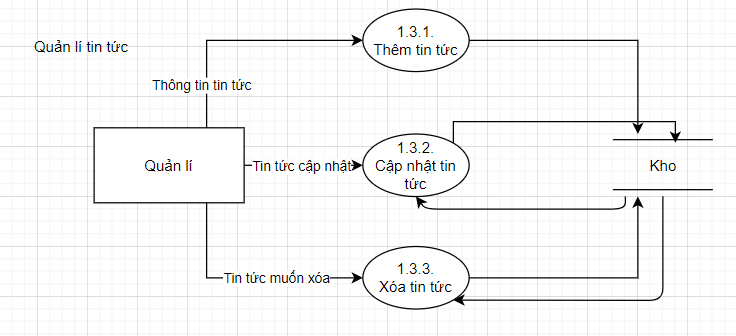 Quản lí tin tức
1.3.1.
Thêm tin tức
Thông tin tin tức
Quản lí
Tin tức cập nhật
1.3.2.
Cập nhật tin
tức
Kho
Tin tức muốn xóa
1.3.3.
Xóa tin tức